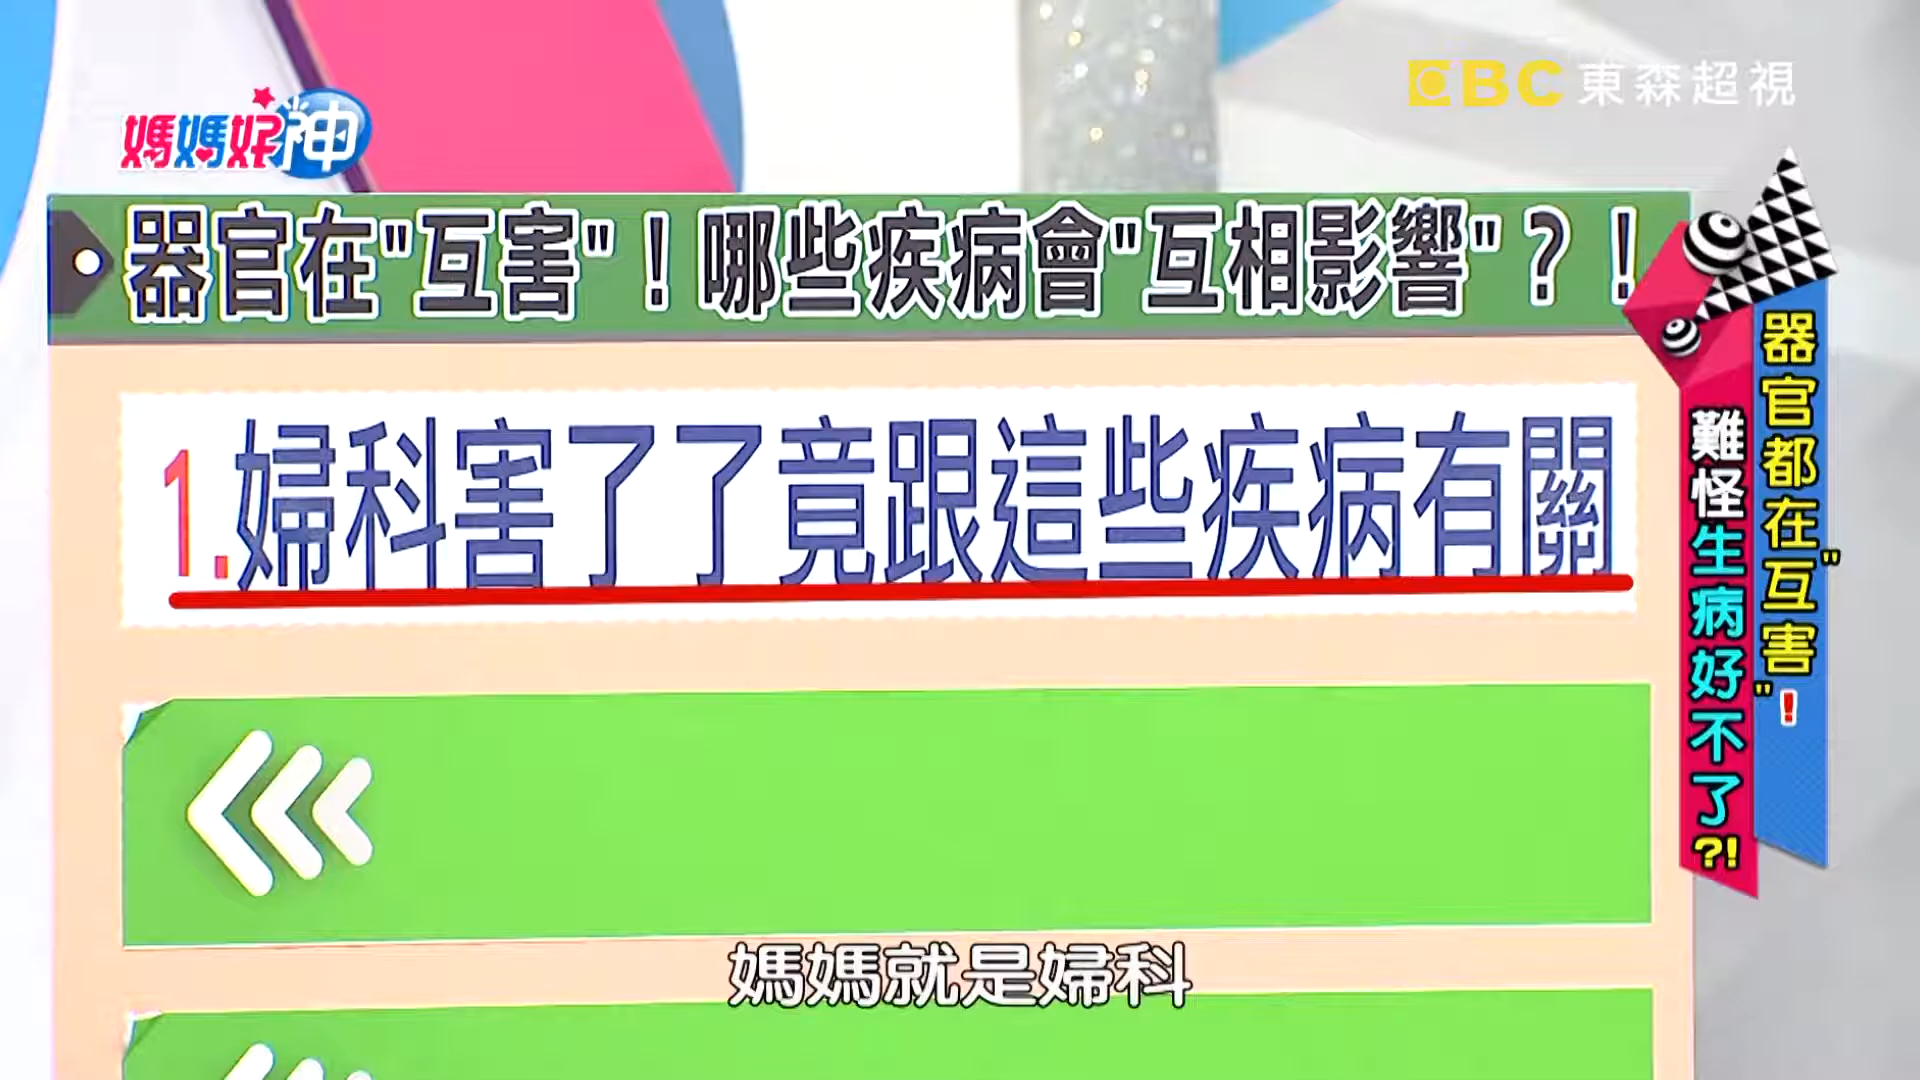 媽媽好神
EBC 東森超視
器官在"互害"！哪些疾病會"互相影響"？！
1.婦科害了了竟跟這些疾病有關
器官都在"互害"！
難怪生病好不了?!
媽媽就是婦科